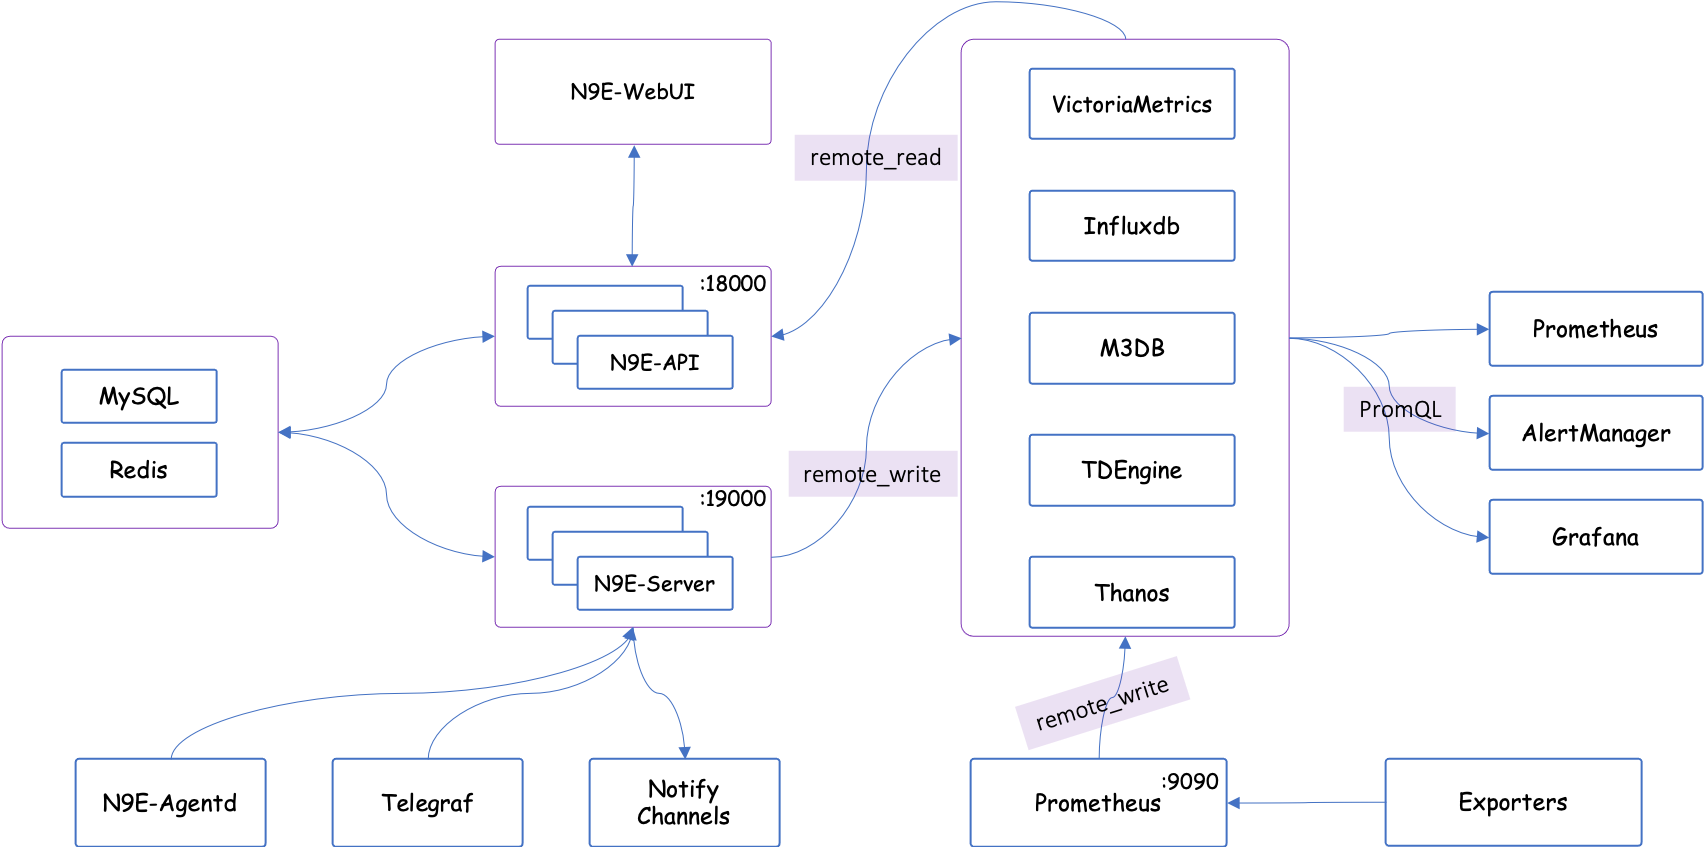 N9E-WebUI
VictoriaMetrics
remote_read
Influxdb
:18000
N9E-API
M3DB
Prometheus
MySQL
PromQL
AlertManager
Redis
remote_write
TDEngine
:19000
Grafana
N9E-Server
Thanos
remote_write
N9E-Agentd
Telegraf
Notify
Channels
:9090
Prometheus
Exporters